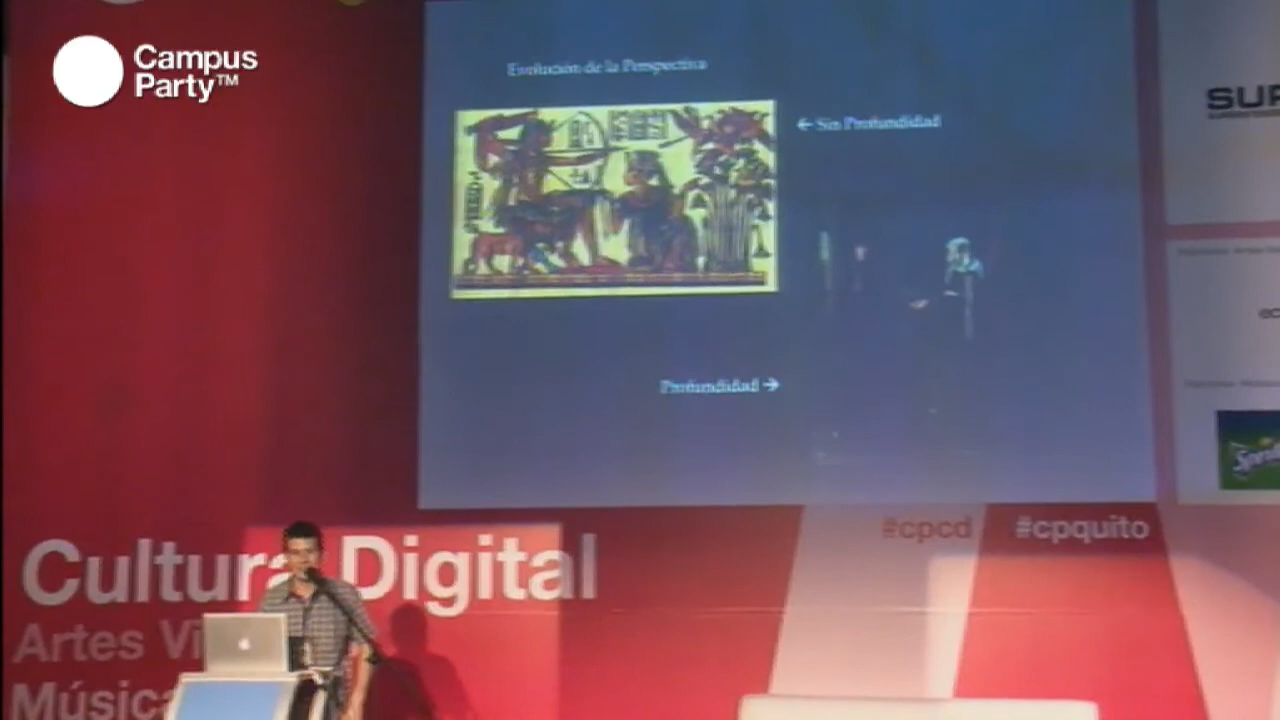 Campus
Party™
Evolución de la Perspectiva
← Sin Profundidad
Profundidad →
SUP
#cpcd
#cpquito
Cultura Digital
Artes Vi
Música